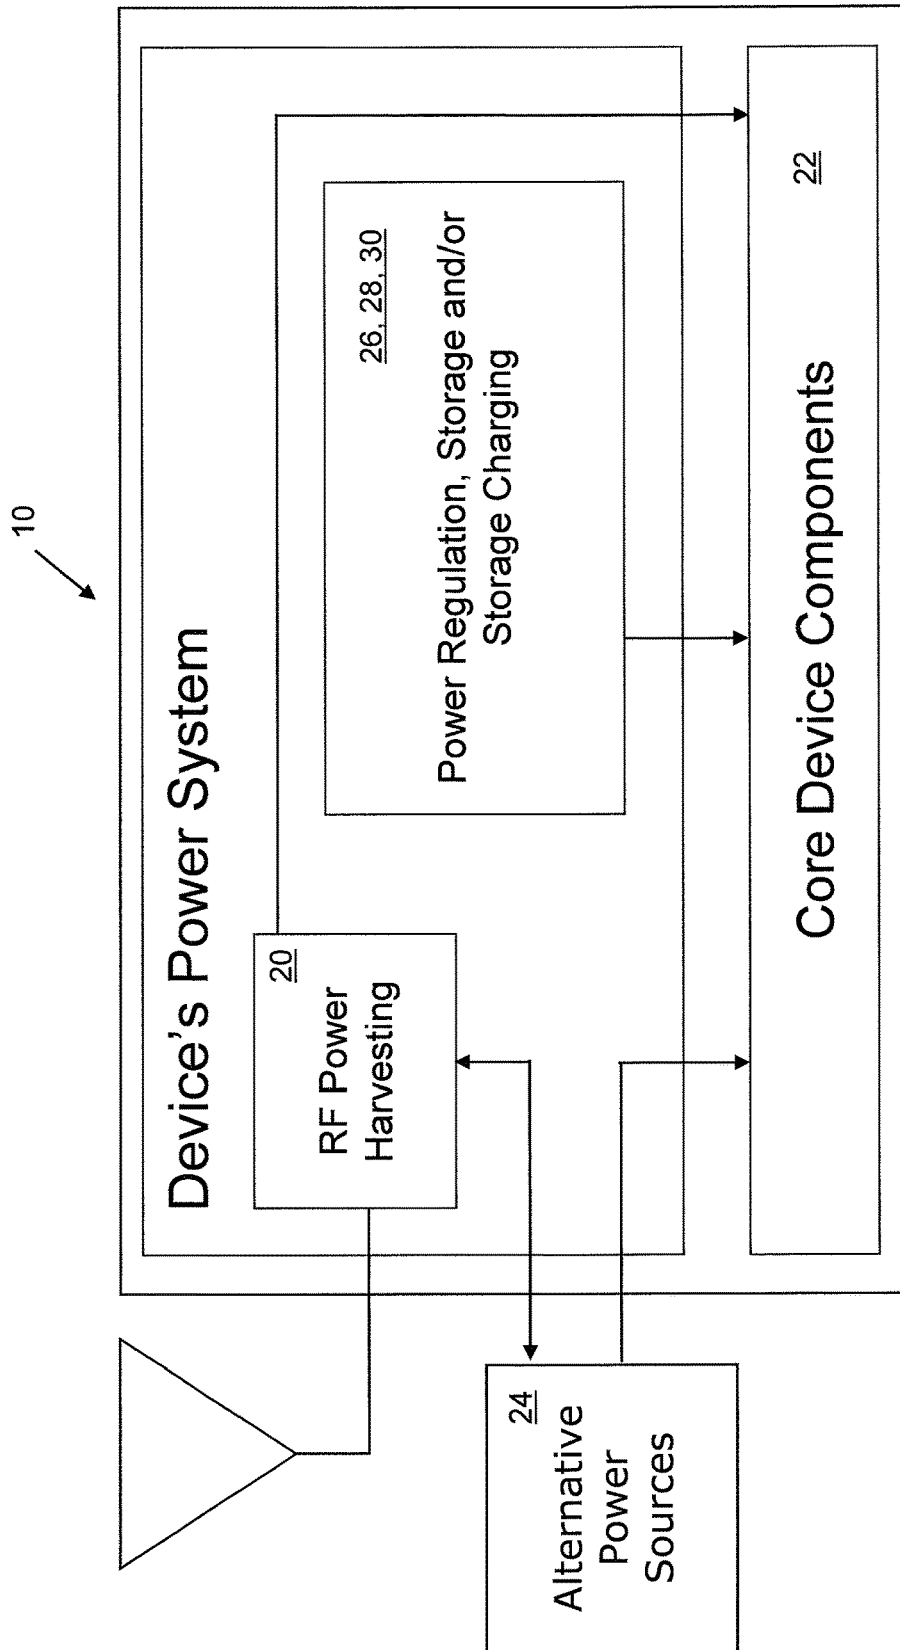 10
Device's Power System
20
RF Power
Harvesting
26, 28, 30
Power Regulation, Storage and/or
Storage Charging
24
Alternative
Power
Sources
Core Device Components
22